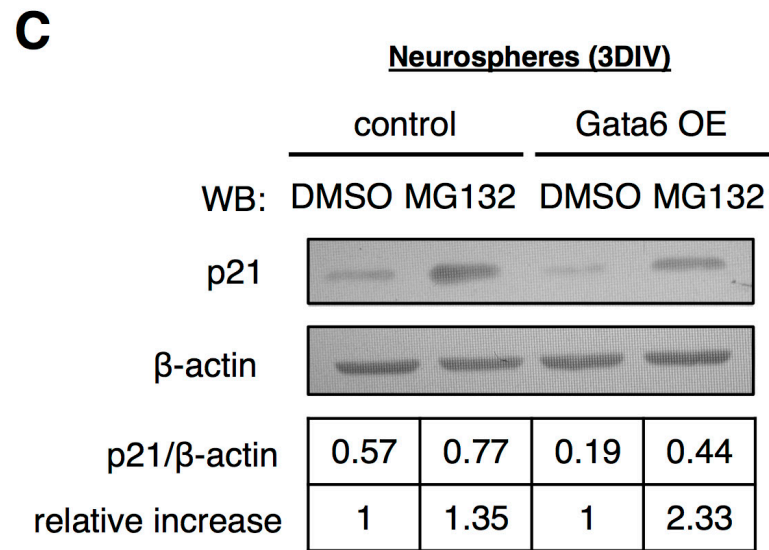 C
Neurospheres (3DIV)
control Gata6 OE
WB: DMSO MG132 DMSO MG132
p21
β-actin
p21/β-actin 0.57 0.77 0.19 0.44
relative increase 1 1.35 1 2.33